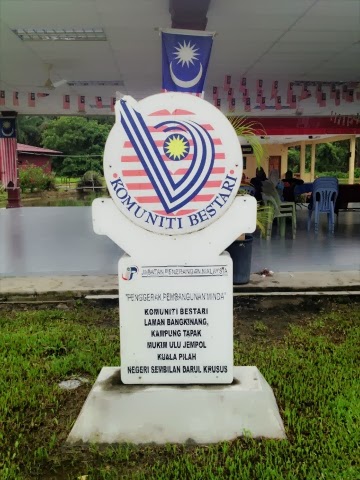 KOMUNITI BESTARI
JABATAN PENERANGAN MALAYSIA
"PENGGERAK PEMBANGUNAN MINDA"
KOMUNITI BESTARI
LAMAN BANGKINANG,
KAMPUNG TAPAK
MUKIM ULU JEMPOL
KUALA PILAH
NEGERI SEMBILAN DARUL KHUSUS